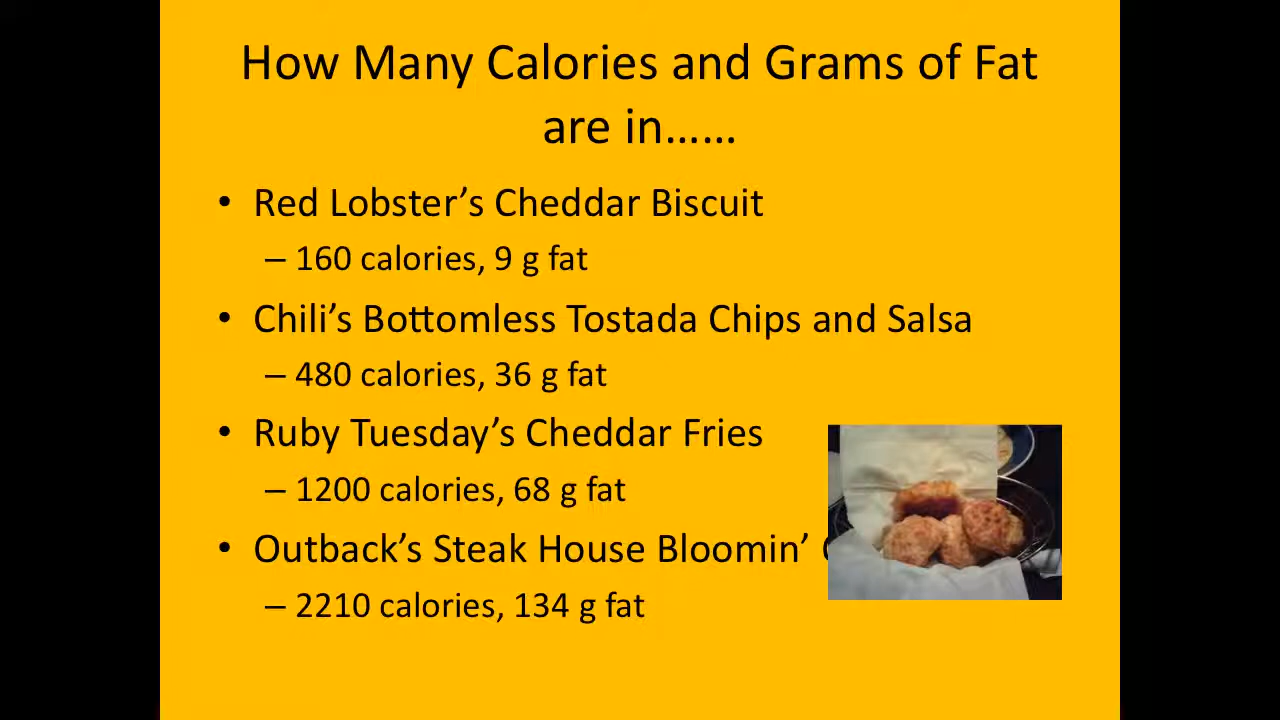 How Many Calories and Grams of Fat
are in......
• Red Lobster’s Cheddar Biscuit
– 160 calories, 9 g fat
• Chili’s Bottomless Tostada Chips and Salsa
– 480 calories, 36 g fat
• Ruby Tuesday’s Cheddar Fries
– 1200 calories, 68 g fat
• Outback’s Steak House Bloomin’
– 2210 calories, 134 g fat